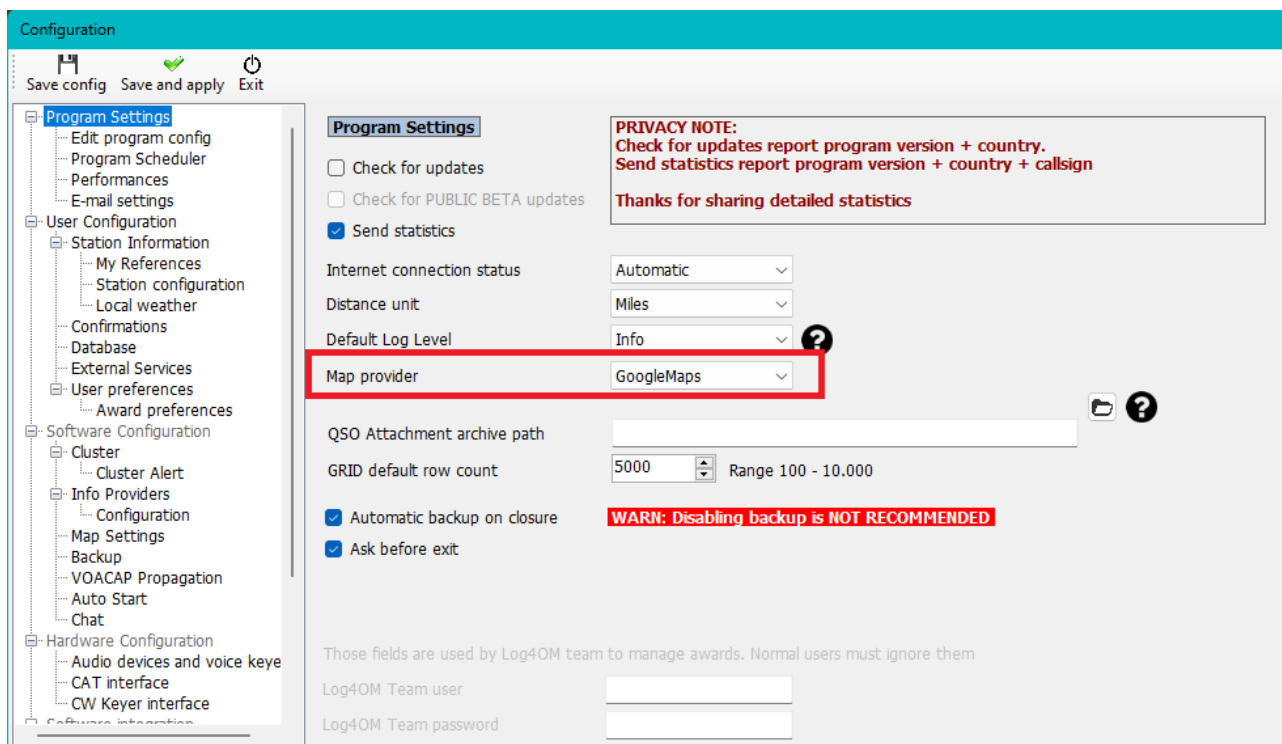 Configuration
Save config Save and apply Exit
Program Settings
Edit program config
Program Scheduler
Performances
E-mail settings
User Configuration
Station Information
My References
Station configuration
Local weather
Confirmations
Database
External Services
User preferences
Award preferences
Software Configuration
Cluster
Cluster Alert
Info Providers
Configuration
Map Settings
Backup
VOACAP Propagation
Auto Start
Chat
Hardware Configuration
Audio devices and voice keye
CAT interface
CW Keyer interface
Software integration
Program Settings
Check for updates
Check for PUBLIC BETA updates
Send statistics
PRIVACY NOTE:
Check for updates report program version + country.
Send statistics report program version + country + callsign
Thanks for sharing detailed statistics
Internet connection status Automatic
Distance unit Miles
Default Log Level Info ?
Map provider GoogleMaps
?
QSO Attachment archive path
GRID default row count 5000 Range 100 - 10.000
Automatic backup on closure WARN: Disabling backup is NOT RECOMMENDED
Ask before exit
Those fields are used by Log4OM team to manage awards. Normal users must ignore them
Log4OM Team user
Log4OM Team password